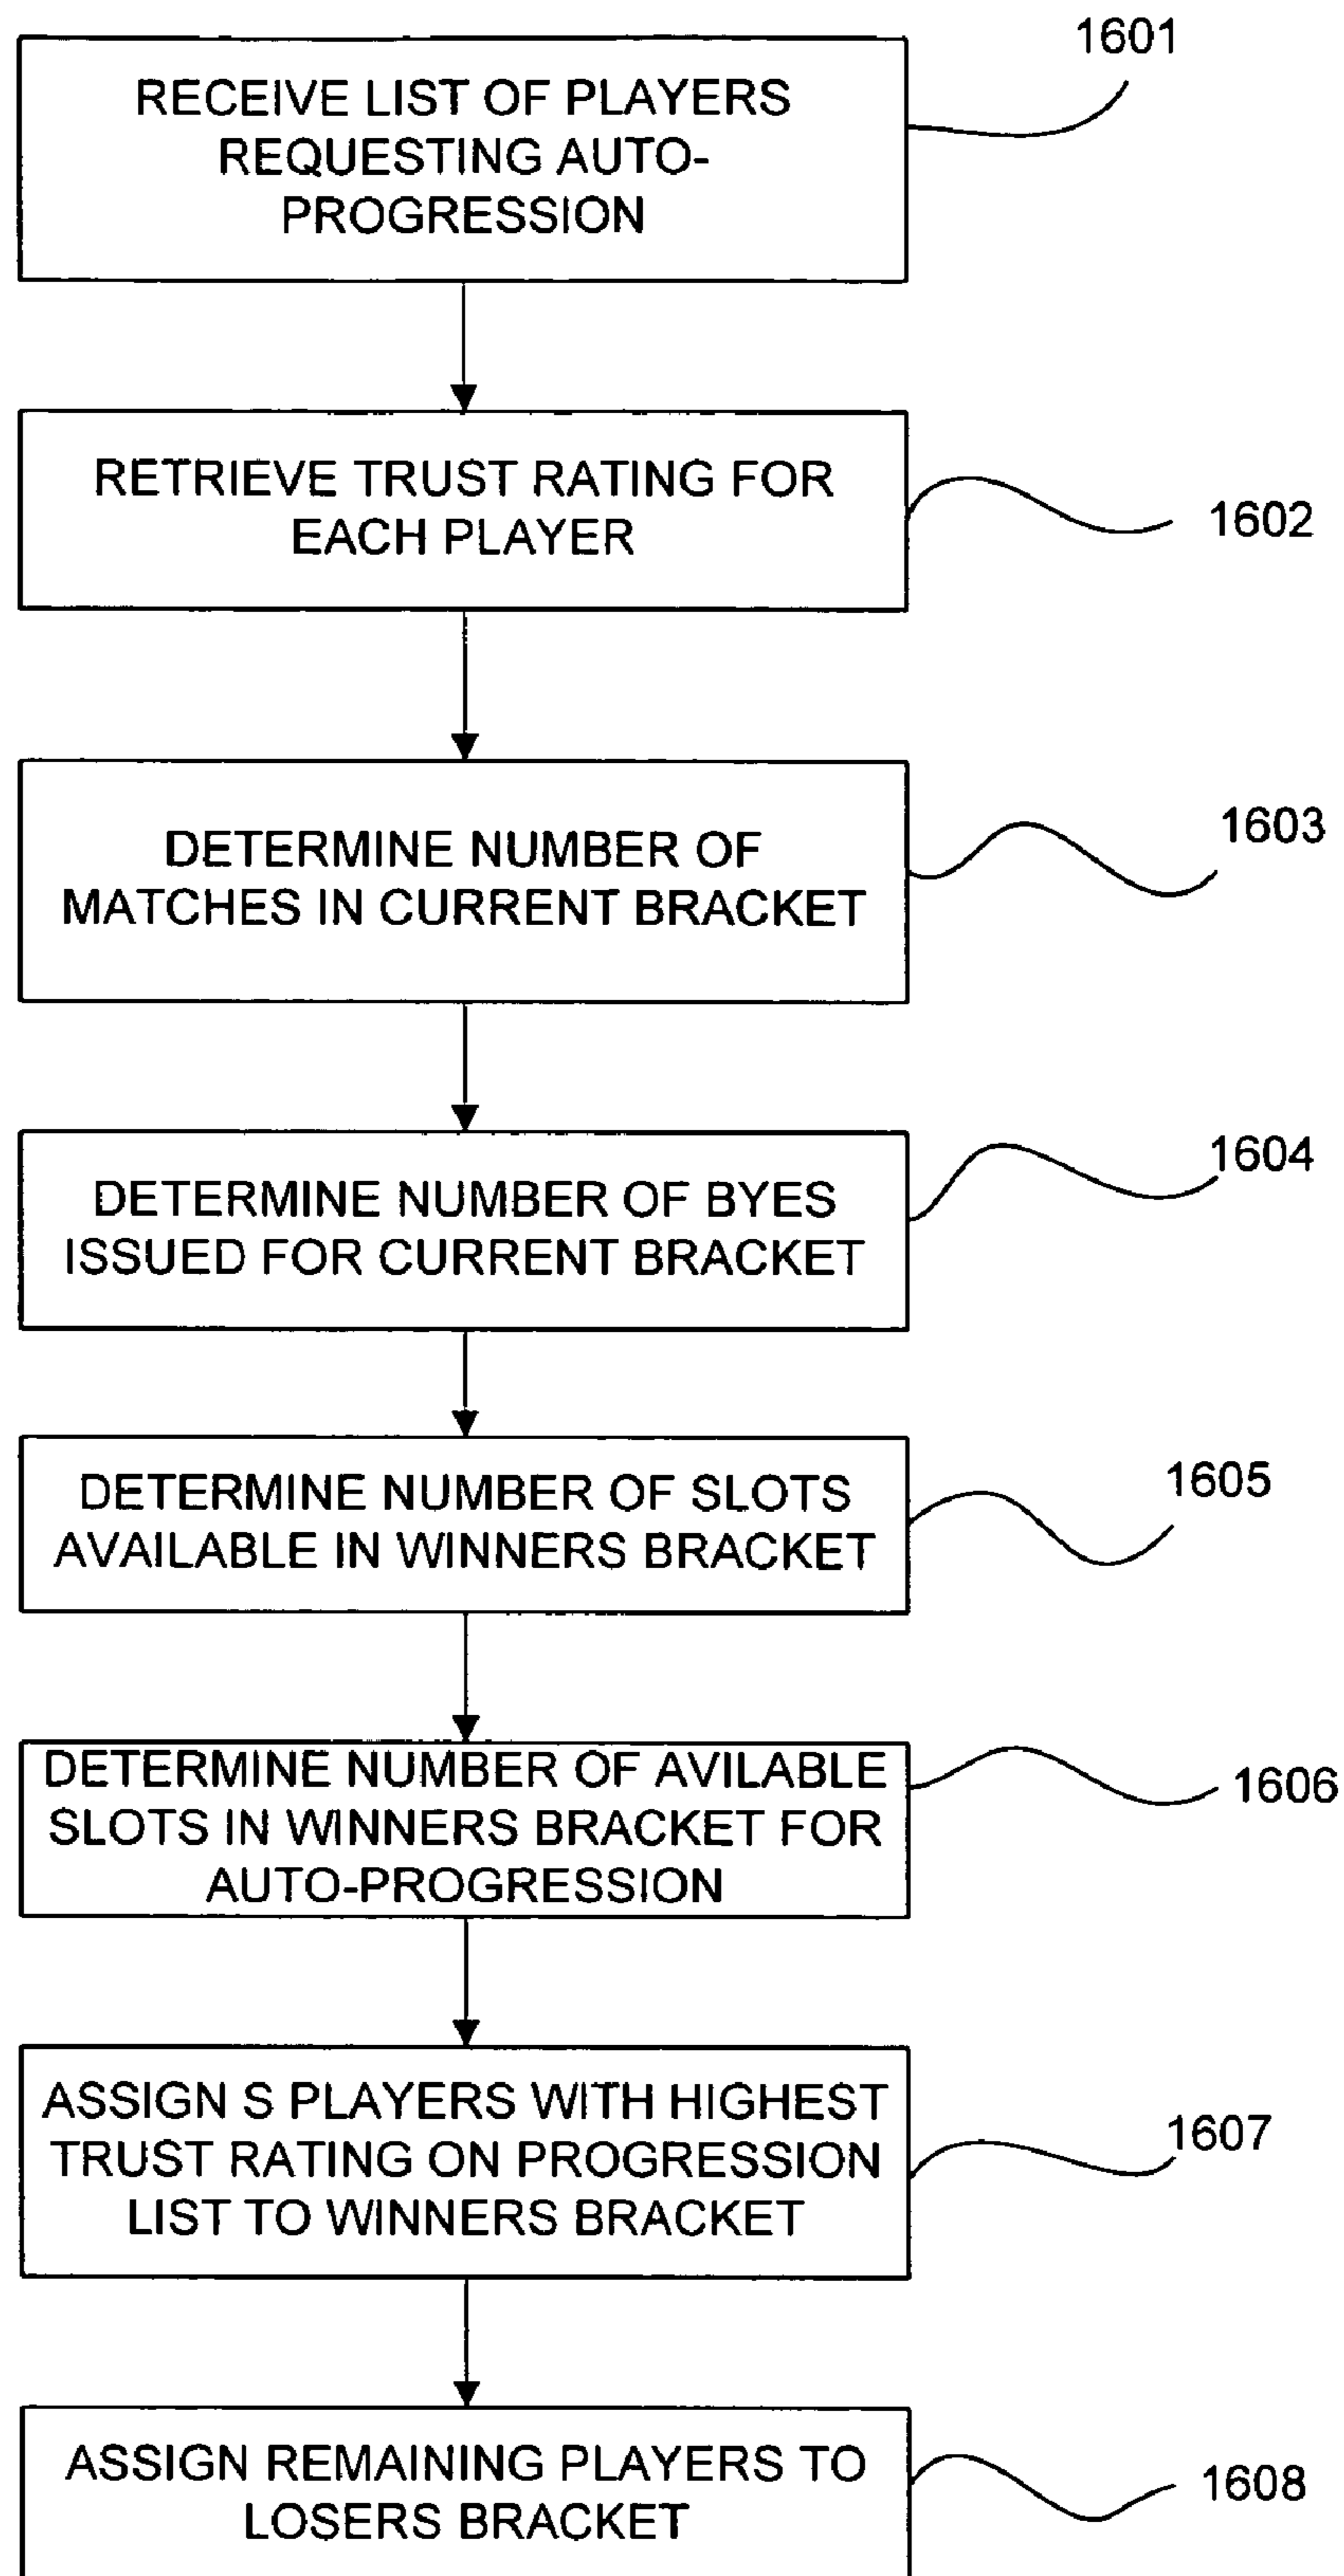 1601
RECEIVE LIST OF PLAYERS
REQUESTING AUTO-
PROGRESSION
RETRIEVE TRUST RATING FOR
EACH PLAYER
1602
1603
DETERMINE NUMBER OF
MATCHES IN CURRENT BRACKET
1604
DETERMINE NUMBER OF BYES
ISSUED FOR CURRENT BRACKET
1605
DETERMINE NUMBER OF SLOTS
AVAILABLE IN WINNERS BRACKET
1606
DETERMINE NUMBER OF AVILABLE
SLOTS IN WINNERS BRACKET FOR
AUTO-PROGRESSION
1607
ASSIGN S PLAYERS WITH HIGHEST
TRUST RATING ON PROGRESSION
LIST TO WINNERS BRACKET
1608
ASSIGN REMAINING PLAYERS TO
LOSERS BRACKET